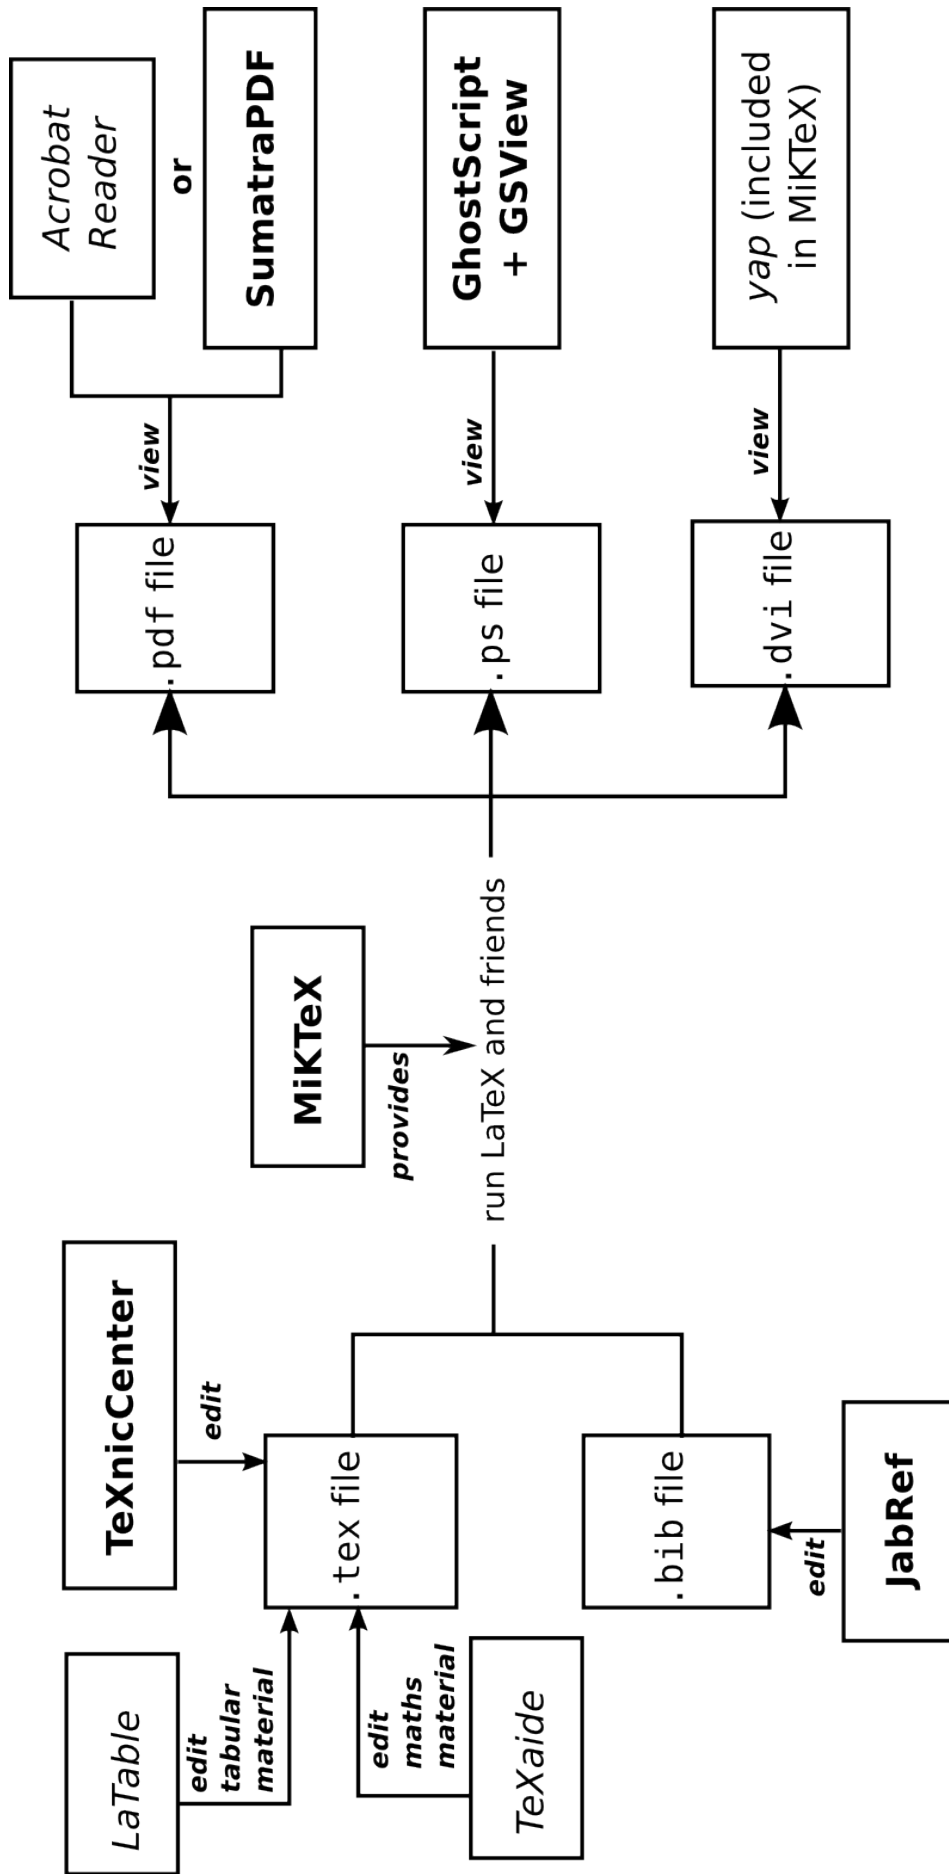 LaTable
edit
tabular
material
TeXnicCenter
edit
.tex file
edit
maths
material
TeXaide
.bib file
edit
JabRef
MiKTeX
provides
run LaTeX and friends
.pdf file
view
Acrobat
Reader
or
SumatraPDF
.ps file
view
GhostScript
+ GSView
.dvi file
view
yap (included
in MiKTeX)